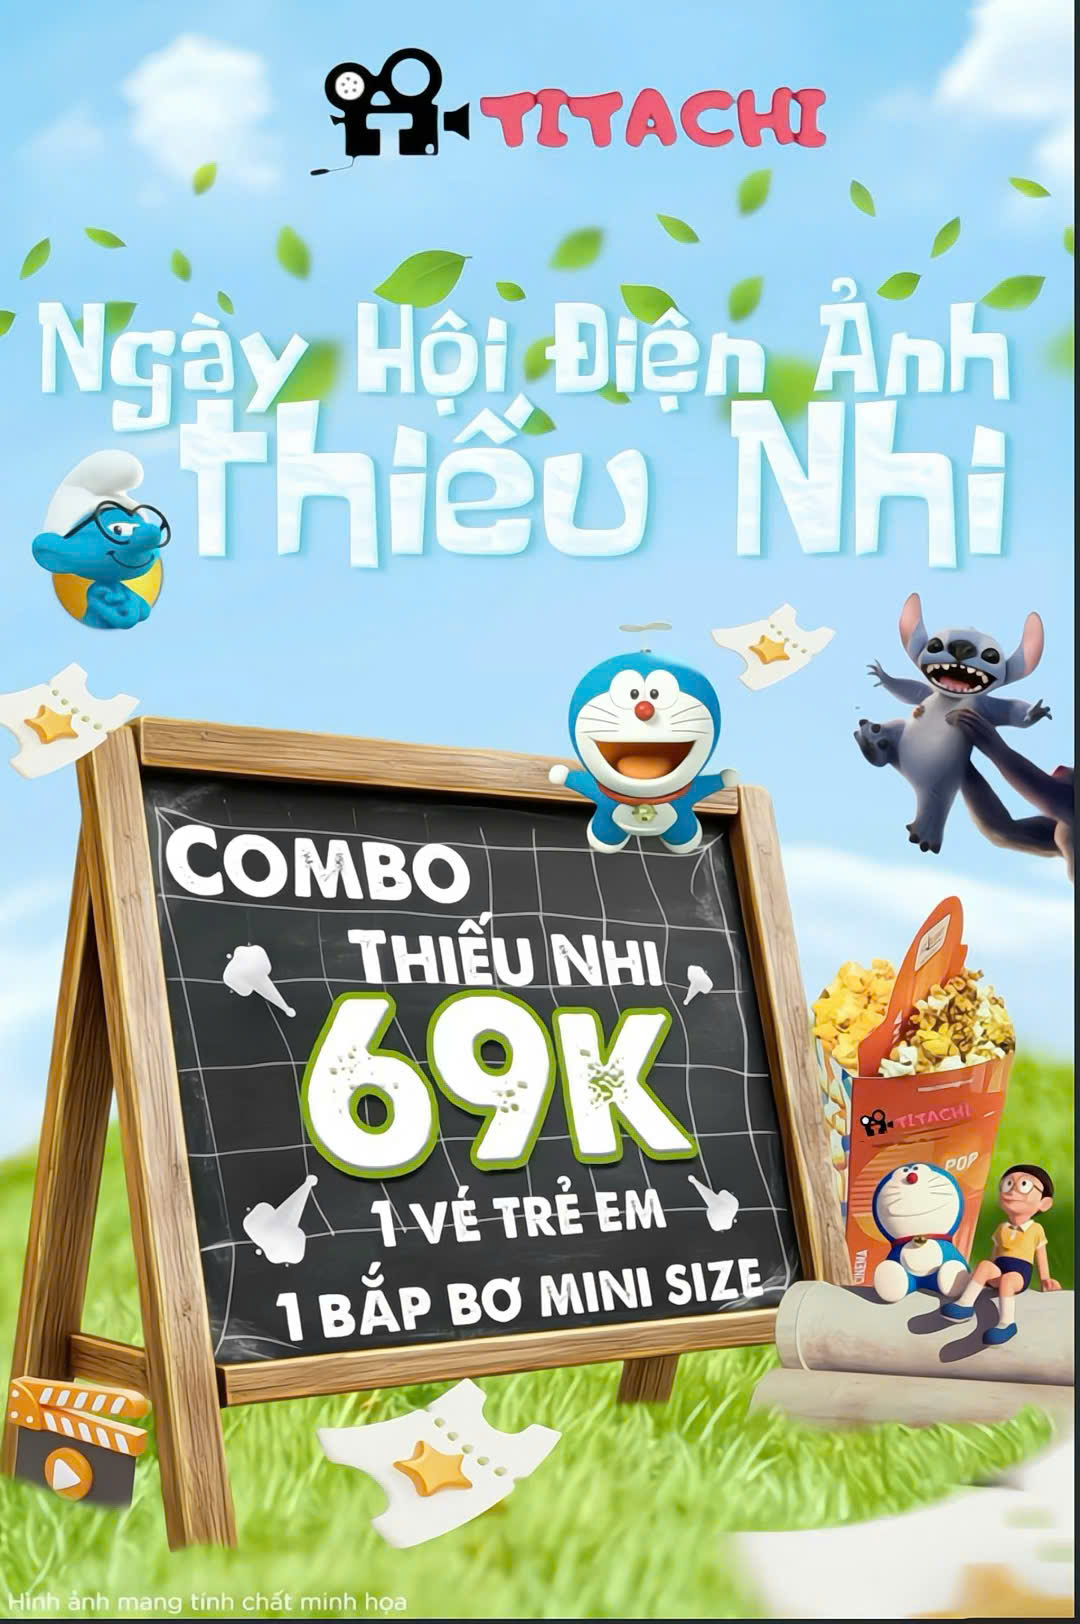 TITACHI
Ngày Hội Điện Ảnh
Thiếu Nhi
COMBO
THIẾU NHI
69K
1 VÉ TRẺ EM
1 BẮP BƠ MINI SIZE
TITACHI
POP
CINEMA
Hình ảnh mang tính chất minh họa